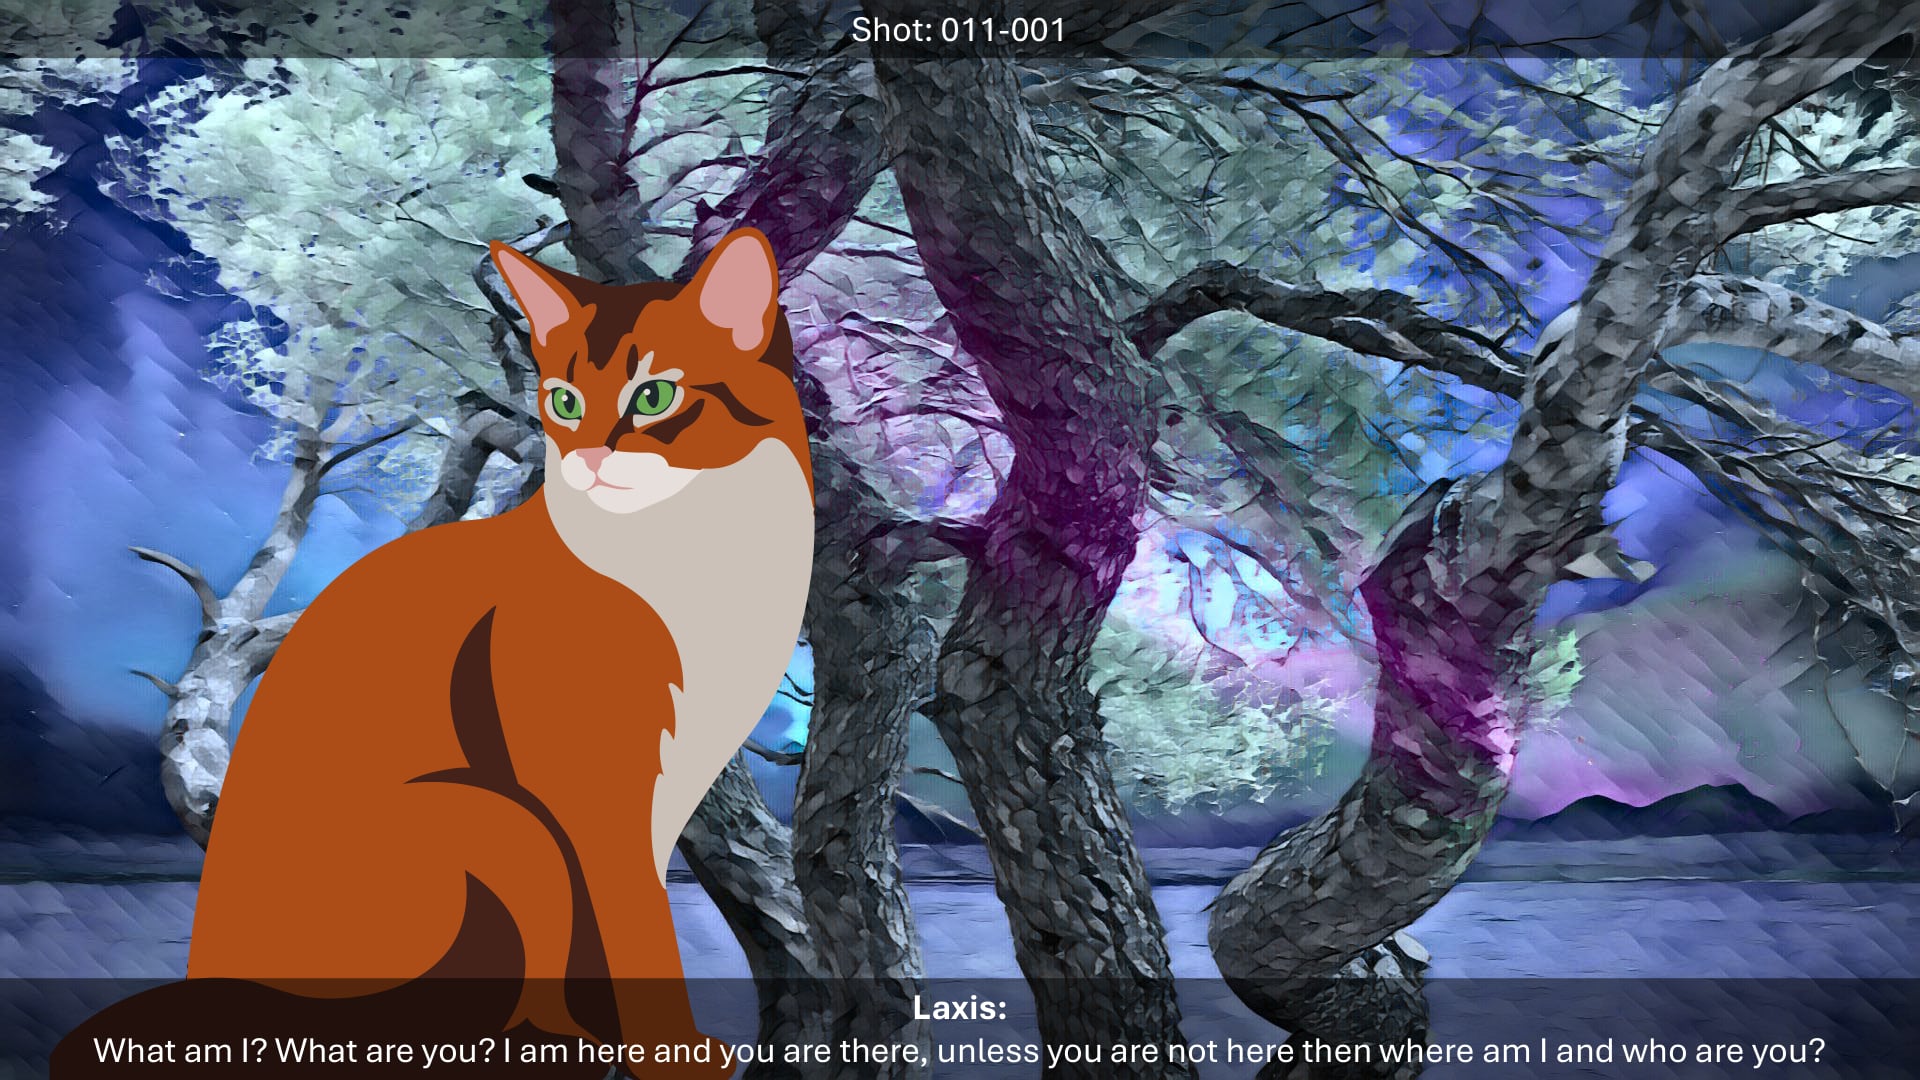 Shot: 011-001
Laxis:
What am I? What are you? I am here and you are there, unless you are not here then where am I and who are you?